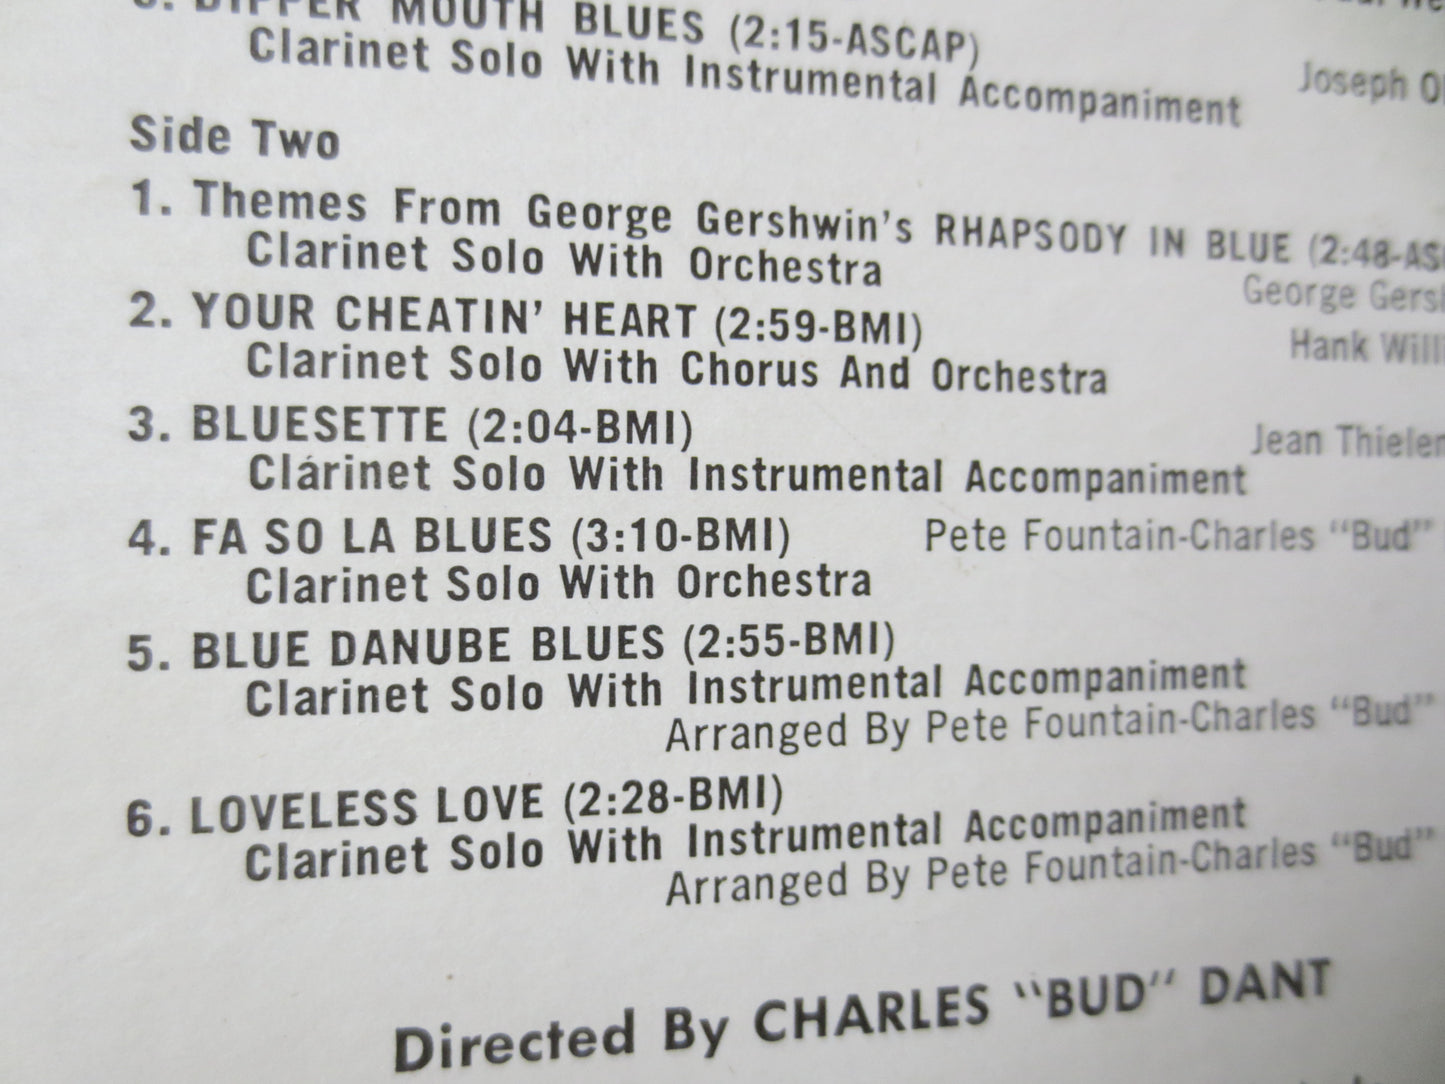 DIPPER MOUTH BLUES (2:15-ASCAP)
Joseph
Clarinet Solo With Instrumental Accompaniment
Side Two
1. Themes From George Gershwin's RHAPSODY IN BLUE (2:48-AS
George Gersh
Clarinet Solo With Orchestra
2. YOUR CHEATIN' HEART (2:59-BMI)
Hank Willi
Clarinet Solo With Chorus And Orchestra
3. BLUESETTE (2:04-BMI)
Jean Thielem
Clarinet Solo With Instrumental Accompaniment
4. FA SO LA BLUES (3:10-BMI) Pete Fountain-Charles "Bud"
Clarinet Solo With Orchestra
5. BLUE DANUBE BLUES (2:55-BMI)
Clarinet Solo With Instrumental Accompaniment
Arranged By Pete Fountain-Charles "Bud"
6. LOVELESS LOVE (2:28-BMI)
Clarinet Solo With Instrumental Accompaniment
Arranged By Pete Fountain-Charles "Bud"
Directed By CHARLES "BUD" DANT